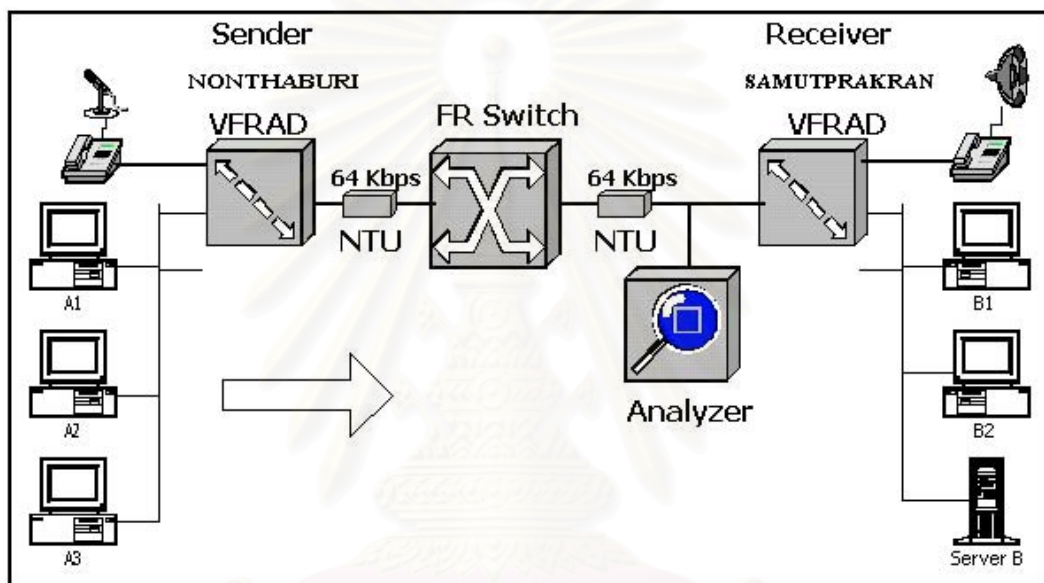 Sender
Receiver
NONTHABURI
SAMUTPRAKRAN
VFRAD
FR Switch
VFRAD
64 Kbps
64 Kbps
NTU
NTU
A1
B1
A2
Analyzer
B2
A3
Server B